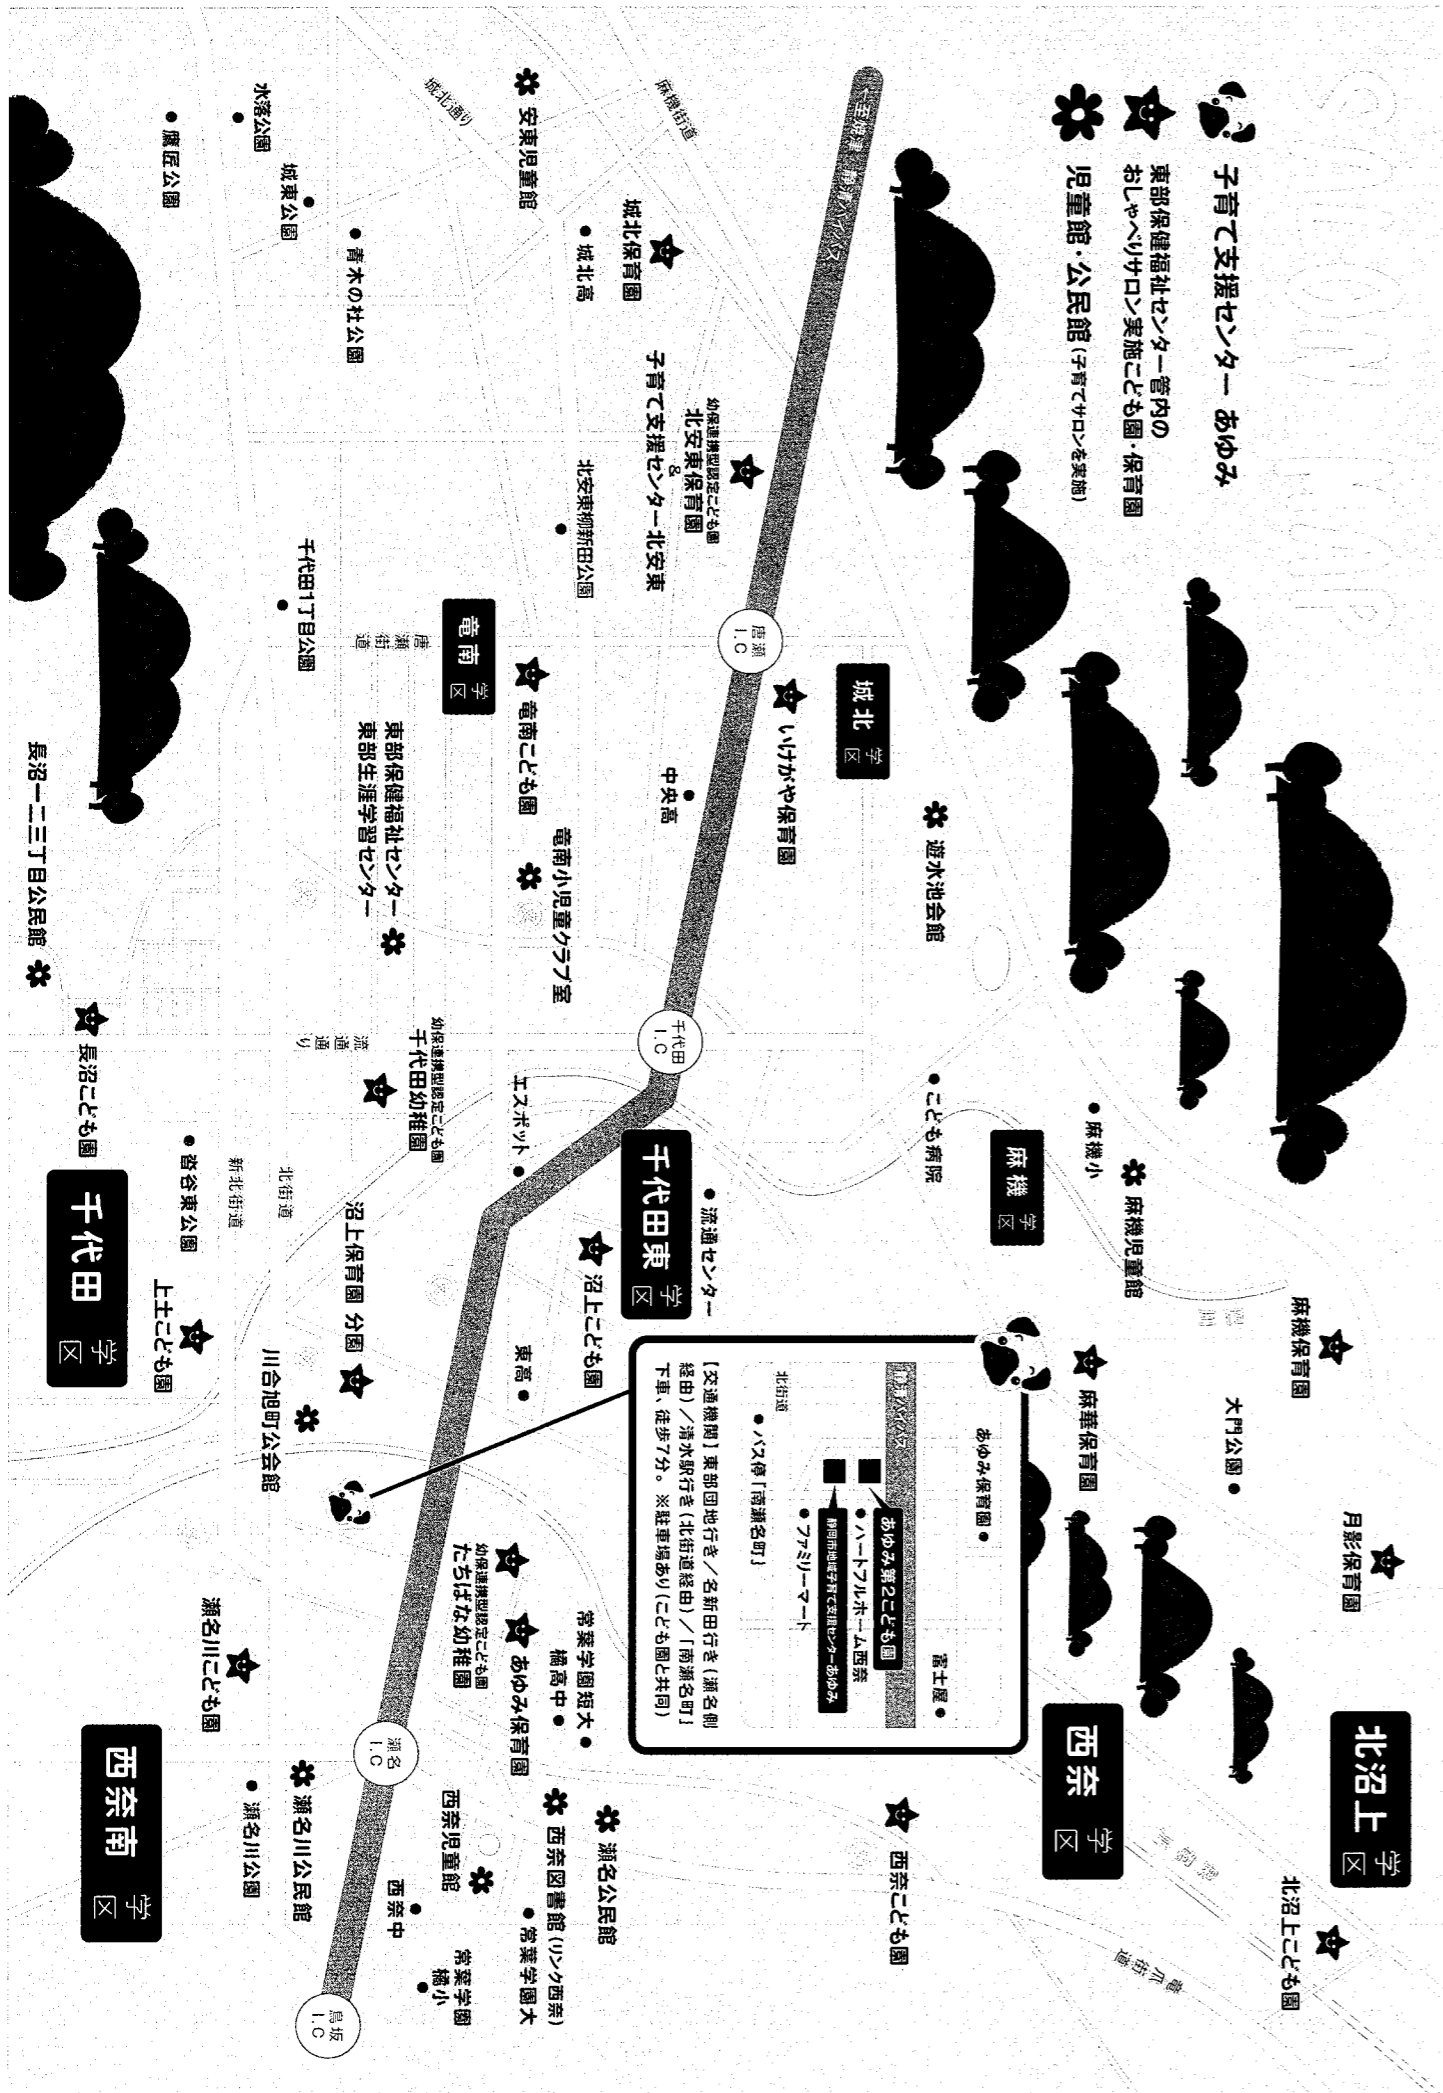 子育て支援センター あゆみ
東部保健福祉センター管内の
おしゃべりサロン実施こども園・保育園
児童館・公民館(子育てサロンを実施)
麻機街道
城北通り
安東児童館
水落公園
鷹匠公園
城東公園
青木の杜公園
城北高
城北保育園
幼保連携型認定こども園
北安東保育園
&
子育て支援センター北安東
北安東柳新田公園
千代田1丁目公園
唐瀬街道
竜南 学区
唐瀬 I.C
城北 学区
いけがや保育園
中央高
遊水池会館
竜南こども園
竜南小児童クラブ室
東部保健福祉センター
東部生涯学習センター
長沼一二三丁目公民館
長沼こども園
千代田 I.C
流通通り
幼保連携型認定こども園
千代田幼稚園
エスポット
こども病院
麻機 学区
麻機小
麻機児童館
千代田東 学区
流通センター
沼上こども園
東高
北街道
新北街道
沓谷東公園
千代田 学区
上土こども園
沼上保育園 分園
川合旭町公会館
麻機保育園
大門公園
月影保育園
麻華保育園
あゆみ保育園
静清バイパス
富士屋
あゆみ第2こども園
ハートフルホーム西奈
静岡市地域子育て支援センターあゆみ
ファミリーマート
北街道
バス停「南瀬名町」
【交通機関】東部団地行き/名新田行き(瀬名側
経由)/清水駅行き(北街道経由)/「南瀬名町」
下車、徒歩7分。※駐車場あり(こども園と共同)
幼保連携型認定こども園
たちばな幼稚園
あゆみ保育園
常葉学園短大
橘高中
瀬名川こども園
瀬名 I.C
西奈南 学区
瀬名川公園
瀬名川公民館
西奈児童館
西奈図書館(リンク西奈)
瀬名公民館
西奈中
常葉学園
橘小
常葉学園大
鳥坂 I.C
西奈こども園
西奈 学区
北沼上 学区
北沼上こども園
竜爪街道